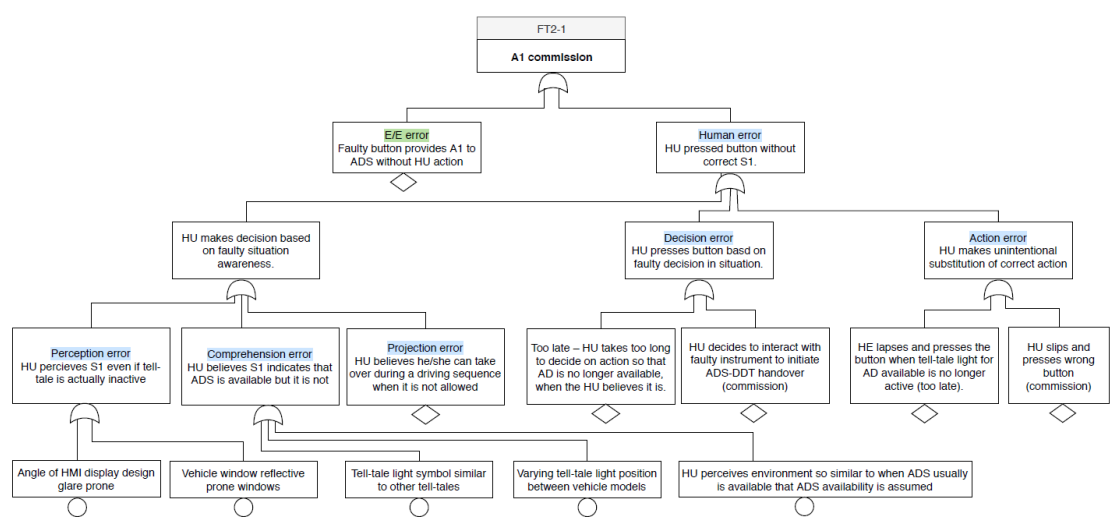 FT2-1
A1 commission
E/E error
Faulty button provides A1 to
ADS without HU action
Human error
HU pressed button without
correct S1.
HU makes decision based
on faulty situation
awareness.
Decision error
HU presses button basd on
faulty decision in situation.
Action error
HU makes unintentional
substitution of correct action
Perception error
HU percieves S1 even if tell-
tale is actually inactive
Comprehension error
HU believes S1 indicates that
ADS is available but it is not
Projection error
HU believes he/she can take
over during a driving sequence
when it is not allowed
Too late – HU takes too long
to decide on action so that
AD is no longer available,
when the HU believes it is.
HU decides to interact with
faulty instrument to initiate
ADS-DDT handover
(commission)
HE lapses and presses the
button when tell-tale light for
AD available is no longer
active (too late).
HU slips and
presses wrong
button
(commission)
Angle of HMI display design
glare prone
Vehicle window reflective
prone windows
Tell-tale light symbol similar
to other tell-tales
Varying tell-tale light position
between vehicle models
HU perceives environment so similar to when ADS usually
is available that ADS availability is assumed